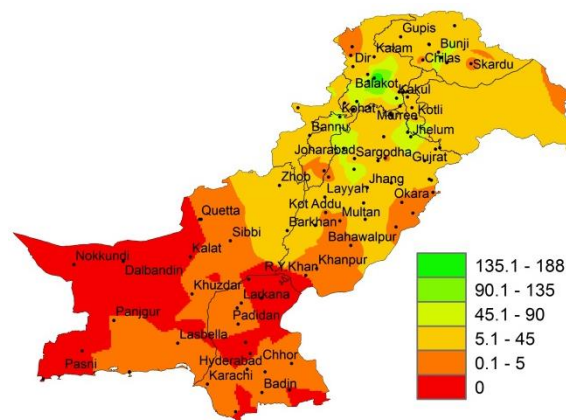 Gupis
Kalam
Bunji
Dir
Chilas
Skardu
Balakot
Kakul
Kohat
Murree
Kotli
Bannu
Jhelum
Joharabad
Sargodha
Gujrat
Zhob
Jhang
Layyah
Okara
Kot Addu
Quetta
Multan
Barkhan
Sibbi
Bahawalpur
Kalat
Nokkundi
R.Y.Khan
Khanpur
Dalbandin
135.1 - 188
Khuzdar
90.1 - 135
Larkana
45.1 - 90
Panjgur
Padidan
5.1 - 45
Lasbella
0.1 - 5
Chhor
Hyderabad
Pasni
0
Karachi
Badin